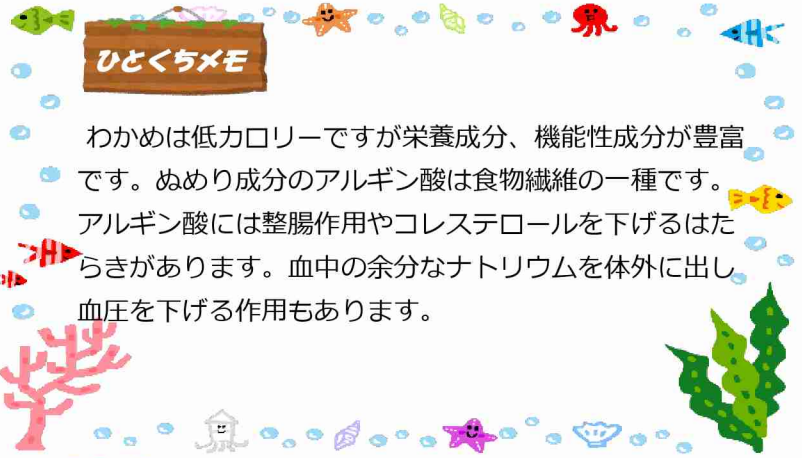 ひとくちメモ
わかめは低カロリーですが栄養成分、機能性成分が豊富
です。ぬめり成分のアルギン酸は食物繊維の一種です。
アルギン酸には整腸作用やコレステロールを下げるはた
らきがあります。血中の余分なナトリウムを体外に出し
血圧を下げる作用もあります。